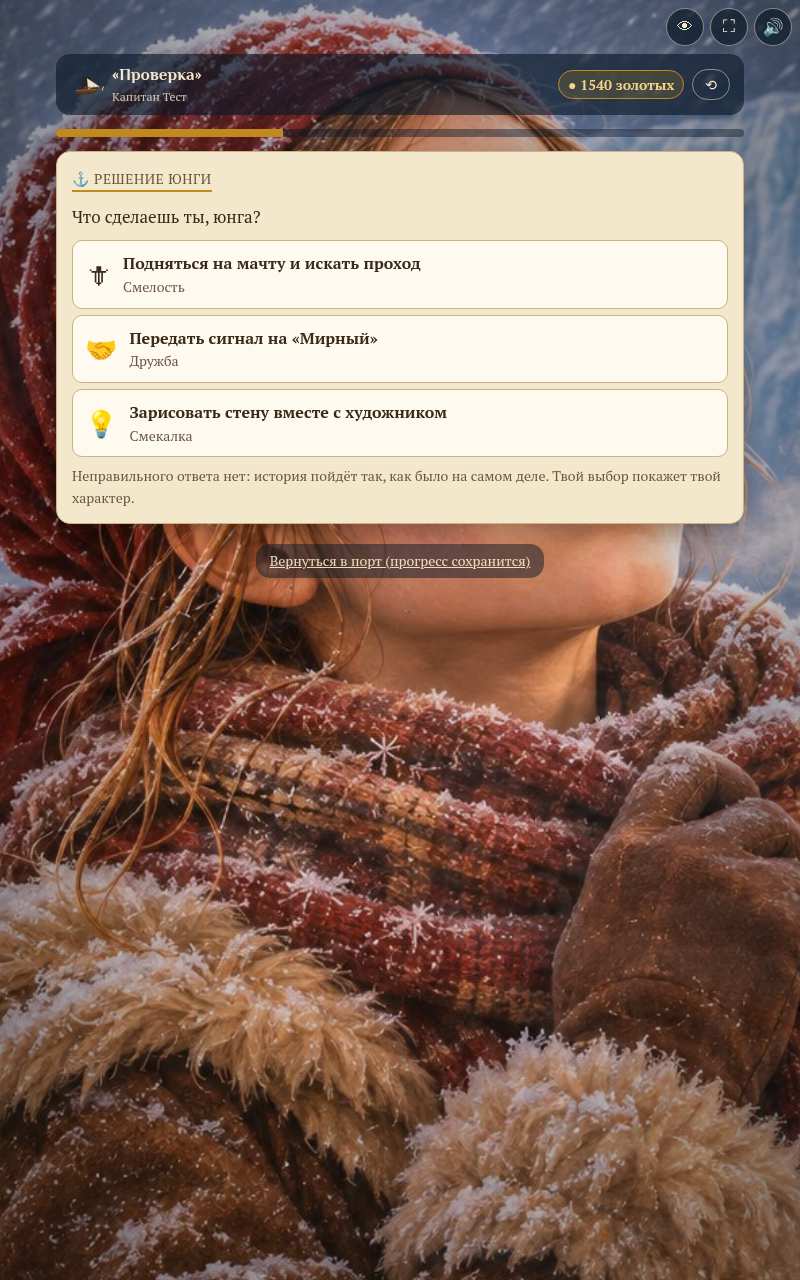 «Проверка»
Капитан Тест
● 1540 золотых
⚓ РЕШЕНИЕ ЮНГИ
Что сделаешь ты, юнга?
Подняться на мачту и искать проход
Смелость
Передать сигнал на «Мирный»
Дружба
Зарисовать стену вместе с художником
Смекалка
Неправильного ответа нет: история пойдёт так, как было на самом деле. Твой выбор покажет твой
характер.
Вернуться в порт (прогресс сохранится)